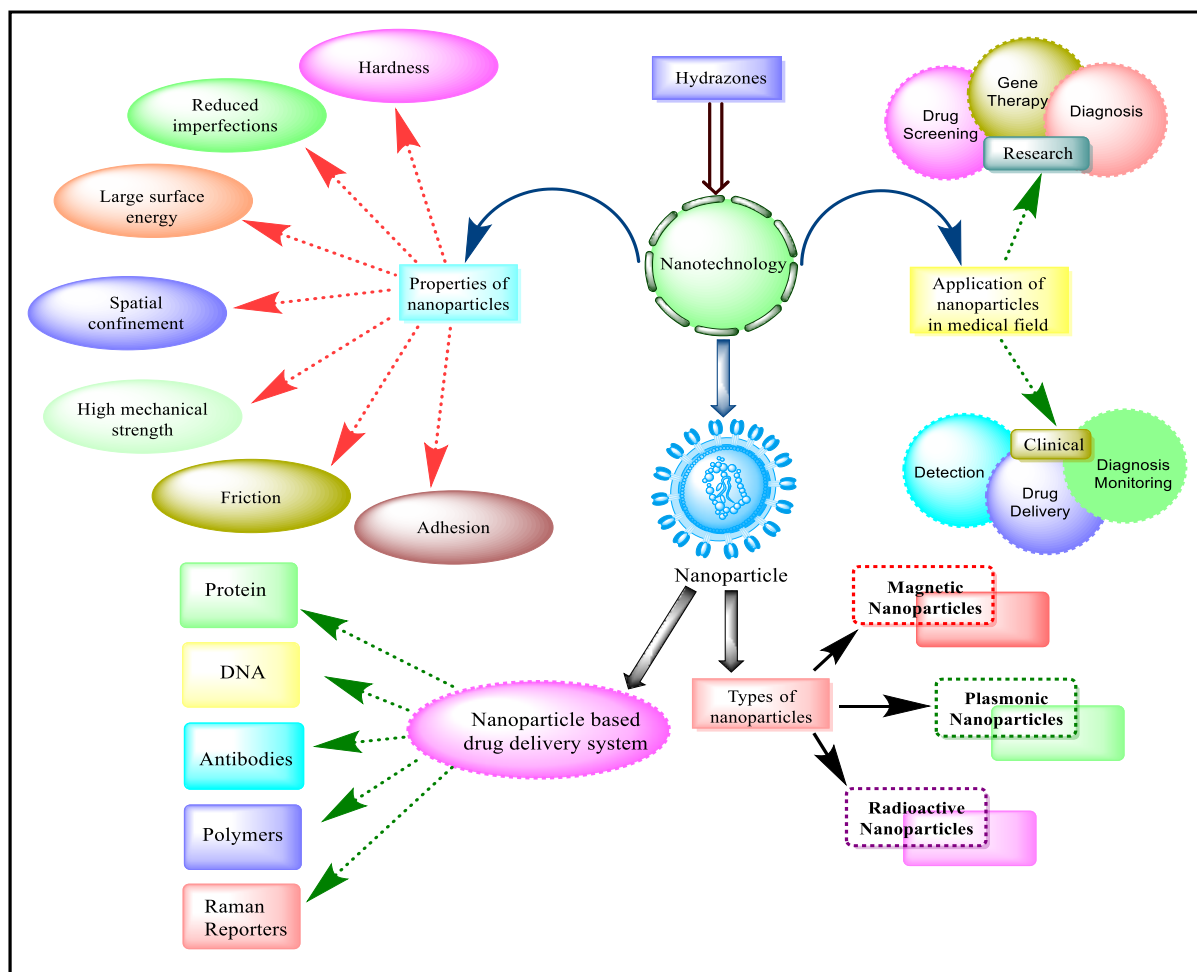 Hydrazones
Nanotechnology
Properties of
nanoparticles
Hardness
Reduced
imperfections
Large surface
energy
Spatial
confinement
High mechanical
strength
Friction
Adhesion
Application of
nanoparticles
in medical field
Drug
Screening
Gene
Therapy
Diagnosis
Research
Clinical
Detection
Drug
Delivery
Diagnosis
Monitoring
Nanoparticle
Nanoparticle based
drug delivery system
Protein
DNA
Antibodies
Polymers
Raman
Reporters
Types of
nanoparticles
Magnetic
Nanoparticles
Plasmonic
Nanoparticles
Radioactive
Nanoparticles